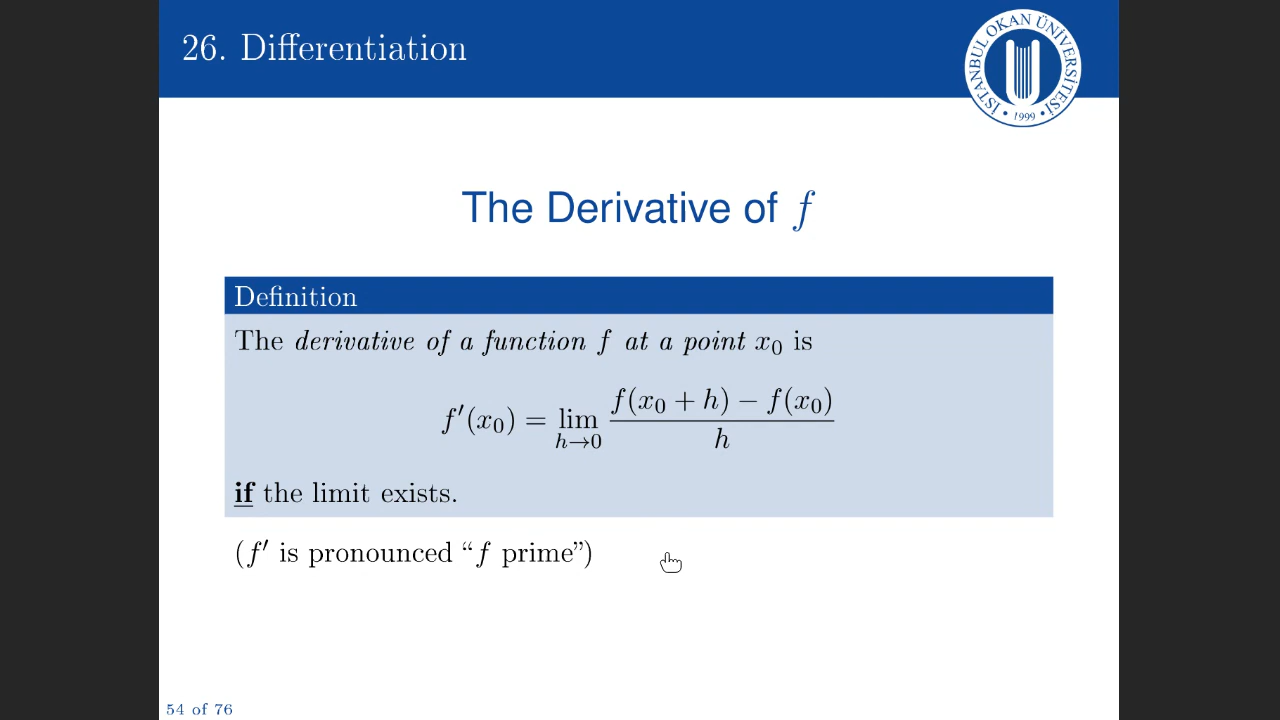 26. Differentiation
İSTANBUL OKAN ÜNİVERSİTESİ
• 1999 •
The Derivative of f
Definition
The derivative of a function f at a point x₀ is
f′(x₀) = lim h→0 f(x₀ + h) − f(x₀) / h
if the limit exists.
(f′ is pronounced “f prime”)
54 of 76